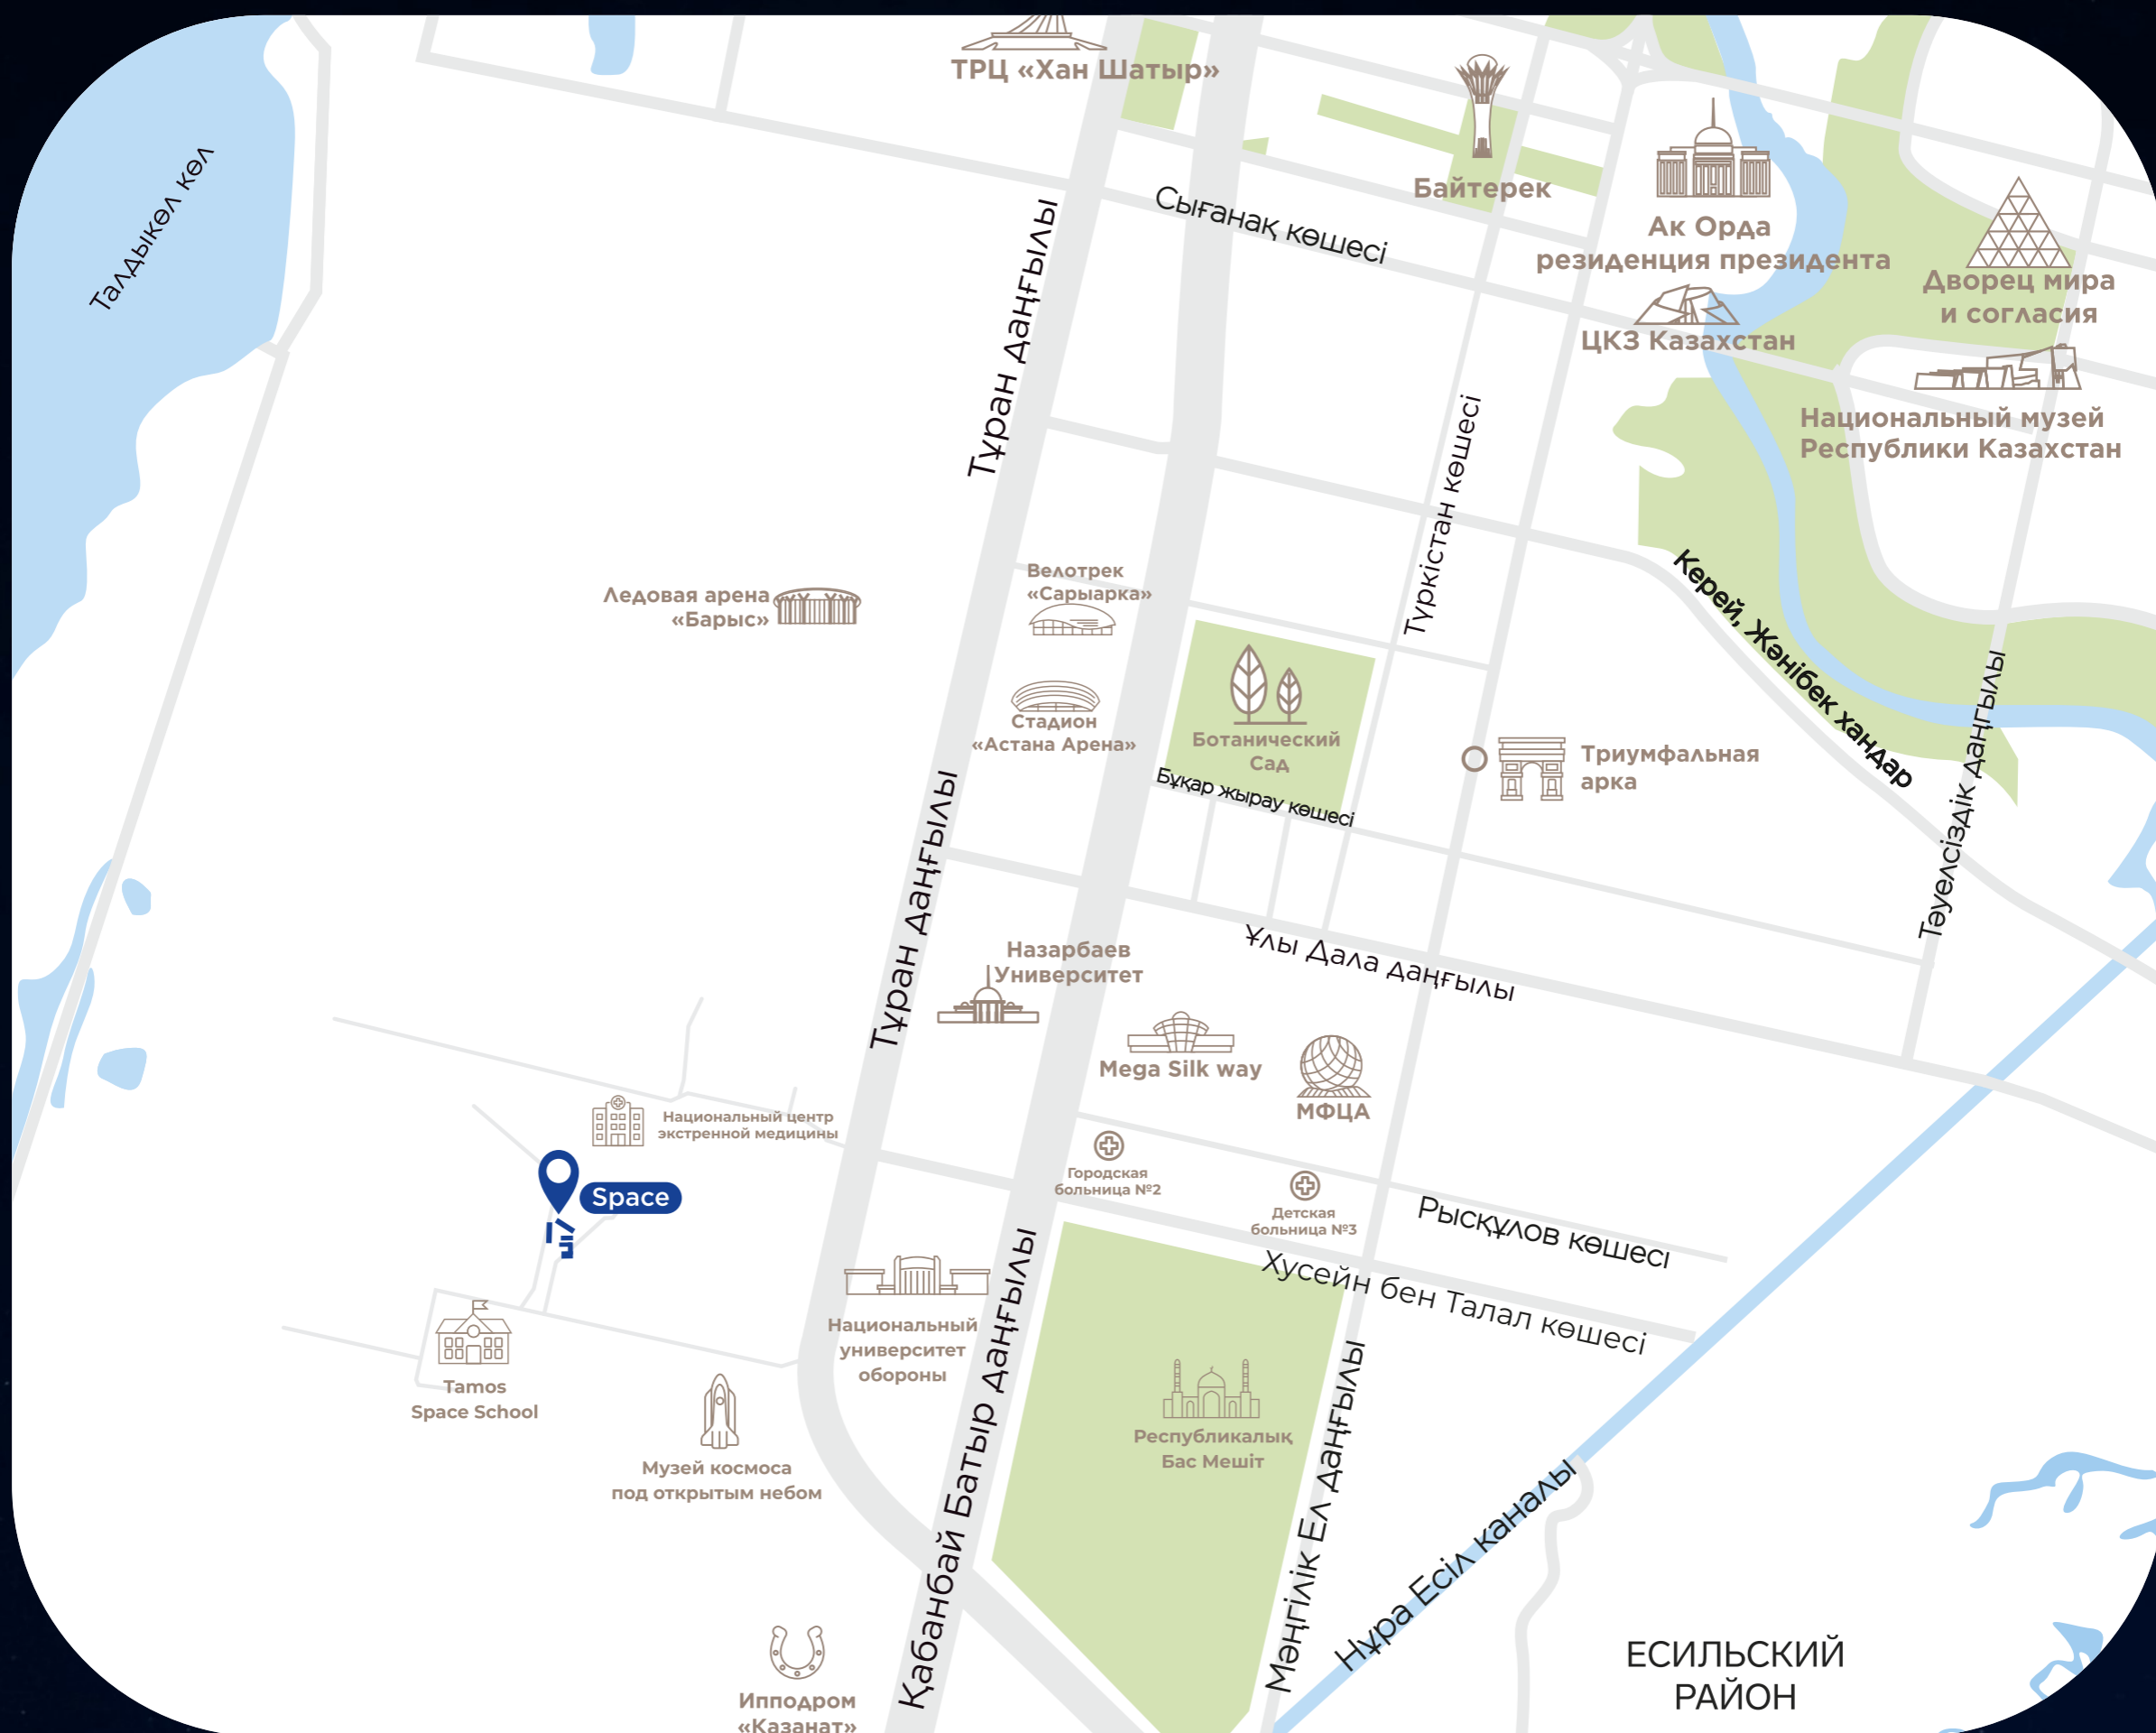 ТРЦ «Хан Шатыр»
Байтерек
Ак Орда
резиденция президента
Дворец мира
и согласия
ЦКЗ Казахстан
Национальный музей
Республики Казахстан
Талдыкөл көл
Сығанақ көшесі
Тұран даңғылы
Түркістан көшесі
Керей, Жәнібек хандар
Ледовая арена
«Барыс»
Велотрек
«Сарыарка»
Стадион
«Астана Арена»
Ботанический
Сад
Бұқар жырау көшесі
Триумфальная
арка
Тәуелсіздік даңғылы
Тұран даңғылы
Ұлы Дала даңғылы
Назарбаев
Университет
Mega Silk way
МФЦА
Национальный центр
экстренной медицины
Городская
больница №2
Детская
больница №3
Space
Рысқұлов көшесі
Хусейн бен Талал көшесі
Национальный
университет
обороны
Қабанбай Батыр даңғылы
Tamos
Space School
Музей космоса
под открытым небом
Республикалық
Бас Мешіт
Мәңгілік Ел даңғылы
Нұра Есіл каналы
Ипподром
«Казанат»
ЕСИЛЬСКИЙ
РАЙОН